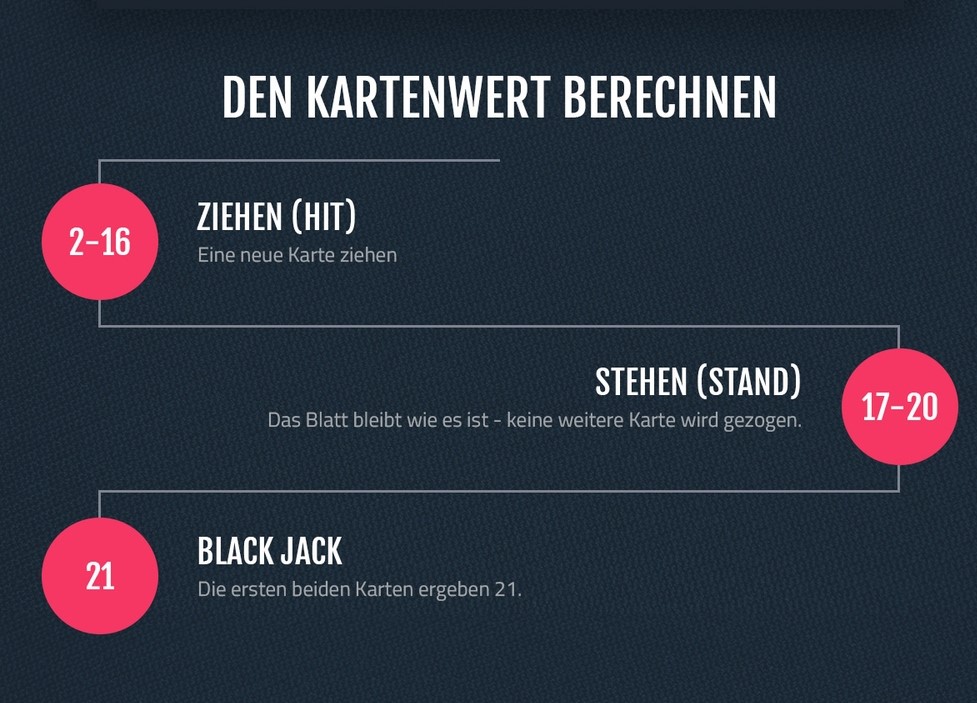 DEN KARTENWERT BERECHNEN
2-16
ZIEHEN (HIT)
Eine neue Karte ziehen
STEHEN (STAND)
17-20
Das Blatt bleibt wie es ist - keine weitere Karte wird gezogen.
BLACK JACK
21
Die ersten beiden Karten ergeben 21.